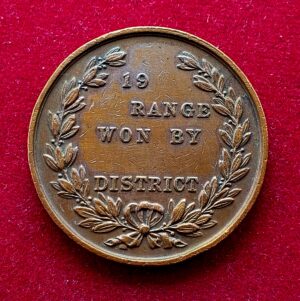 19
RANGE
WON BY
DISTRICT